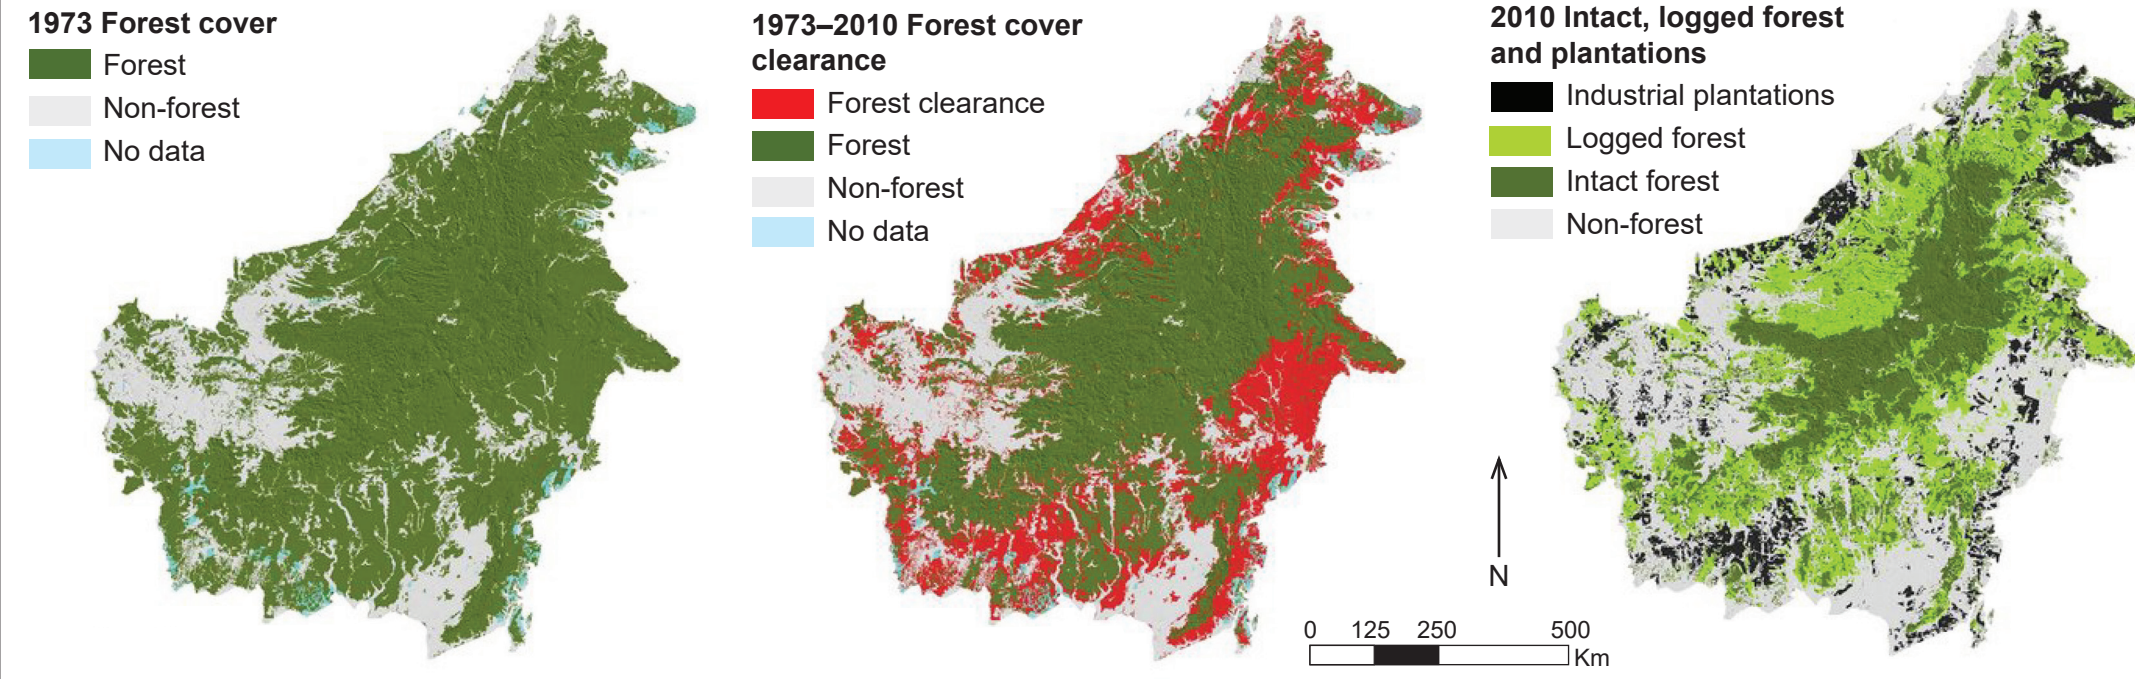 1973 Forest cover
Forest
Non-forest
No data
1973–2010 Forest cover
clearance
Forest clearance
Forest
Non-forest
No data
2010 Intact, logged forest
and plantations
Industrial plantations
Logged forest
Intact forest
Non-forest
N
0 125 250 500
Km